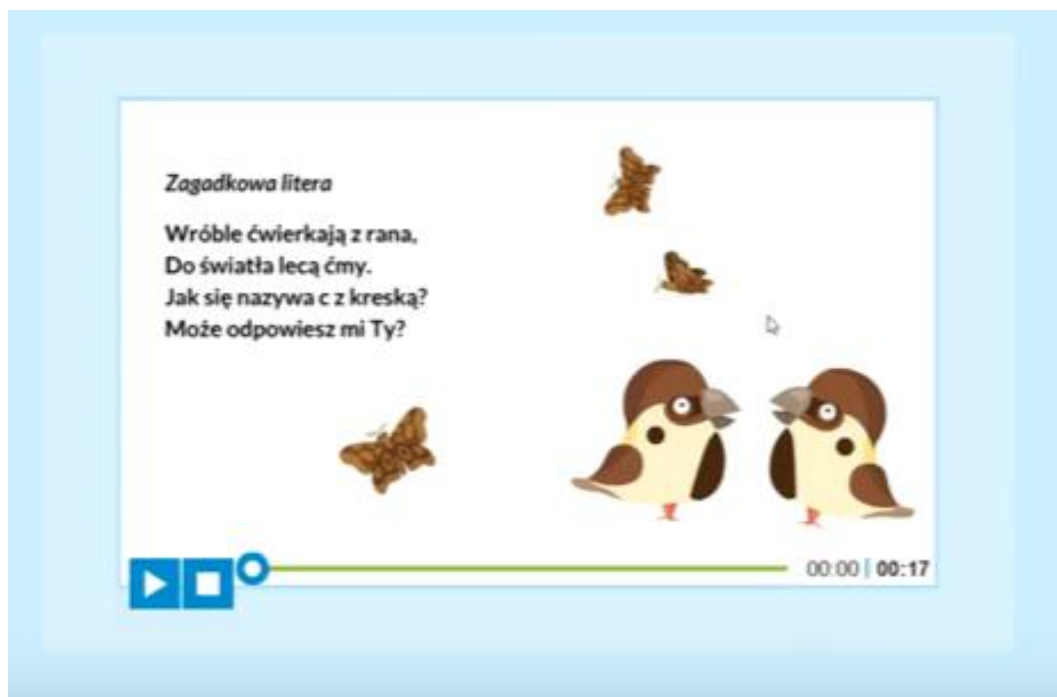 Zagadkowa litera
Wróble ćwierkają z rana,
Do światła lecą ćmy.
Jak się nazywa c z kreską?
Może odpowiesz mi Ty?
00:00 | 00:17